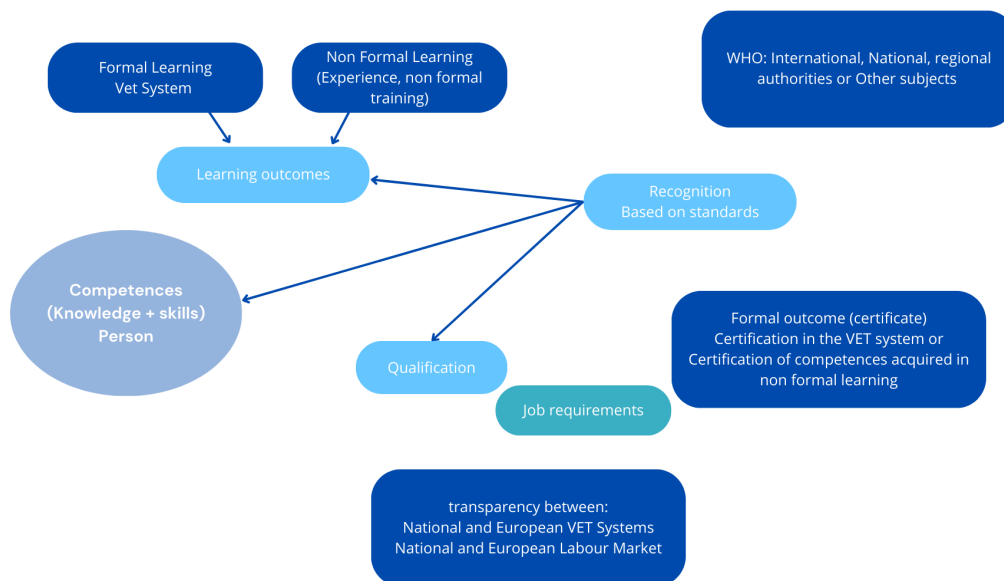 Formal Learning
Vet System
Non Formal Learning
(Experience, non formal
training)
WHO: International, National, regional
authorities or Other subjects
Learning outcomes
Recognition
Based on standards
Competences
(Knowledge + skills)
Person
Formal outcome (certificate)
Certification in the VET system or
Certification of competences acquired in
non formal learning
Qualification
Job requirements
transparency between:
National and European VET Systems
National and European Labour Market